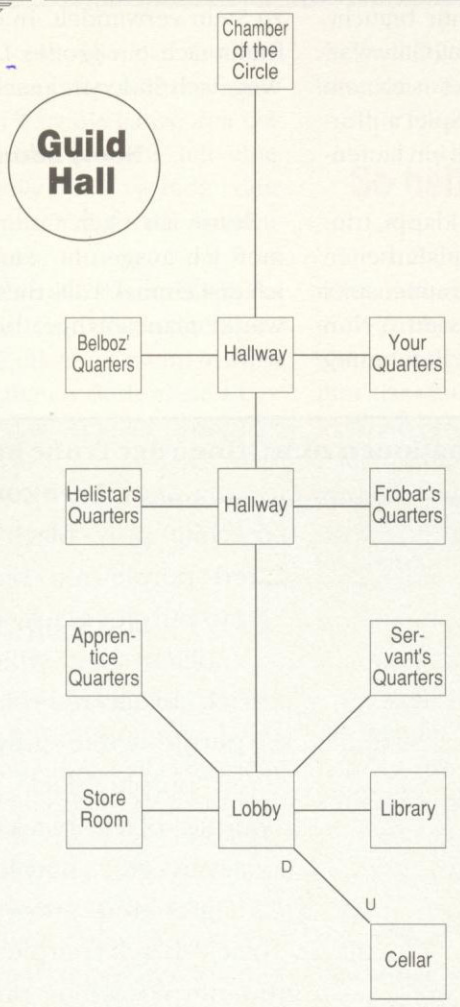 Chamber
of the
Circle
Guild
Hall
Belboz'
Quarters
Hallway
Your
Quarters
Helistar's
Quarters
Hallway
Frobar's
Quarters
Appren-
tice
Quarters
Ser-
vant's
Quarters
Store
Room
Lobby
Library
D
U
Cellar